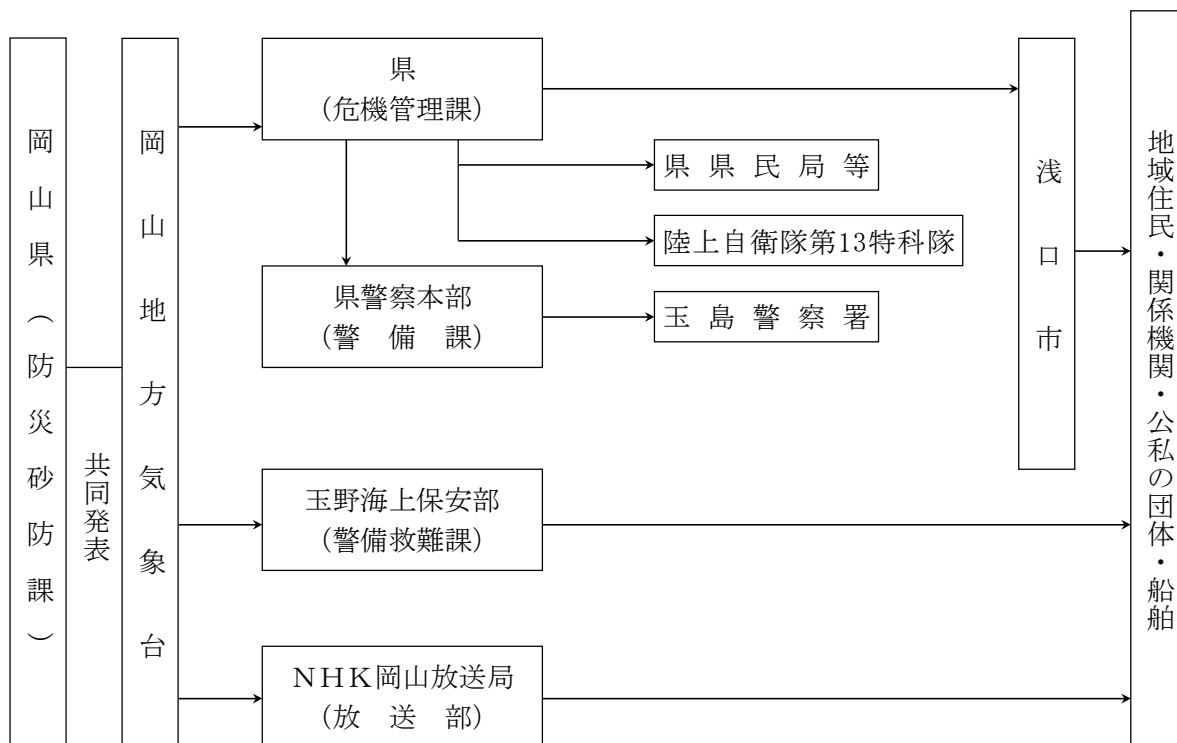 岡山県（防災砂防課）
共同発表
岡山地方気象台
県
（危機管理課）
県県民局等
陸上自衛隊第13特科隊
県警察本部
（警備課）
玉島警察署
玉野海上保安部
（警備救難課）
ＮＨＫ岡山放送局
（放送部）
浅口市
地域住民・関係機関・公私の団体・船舶